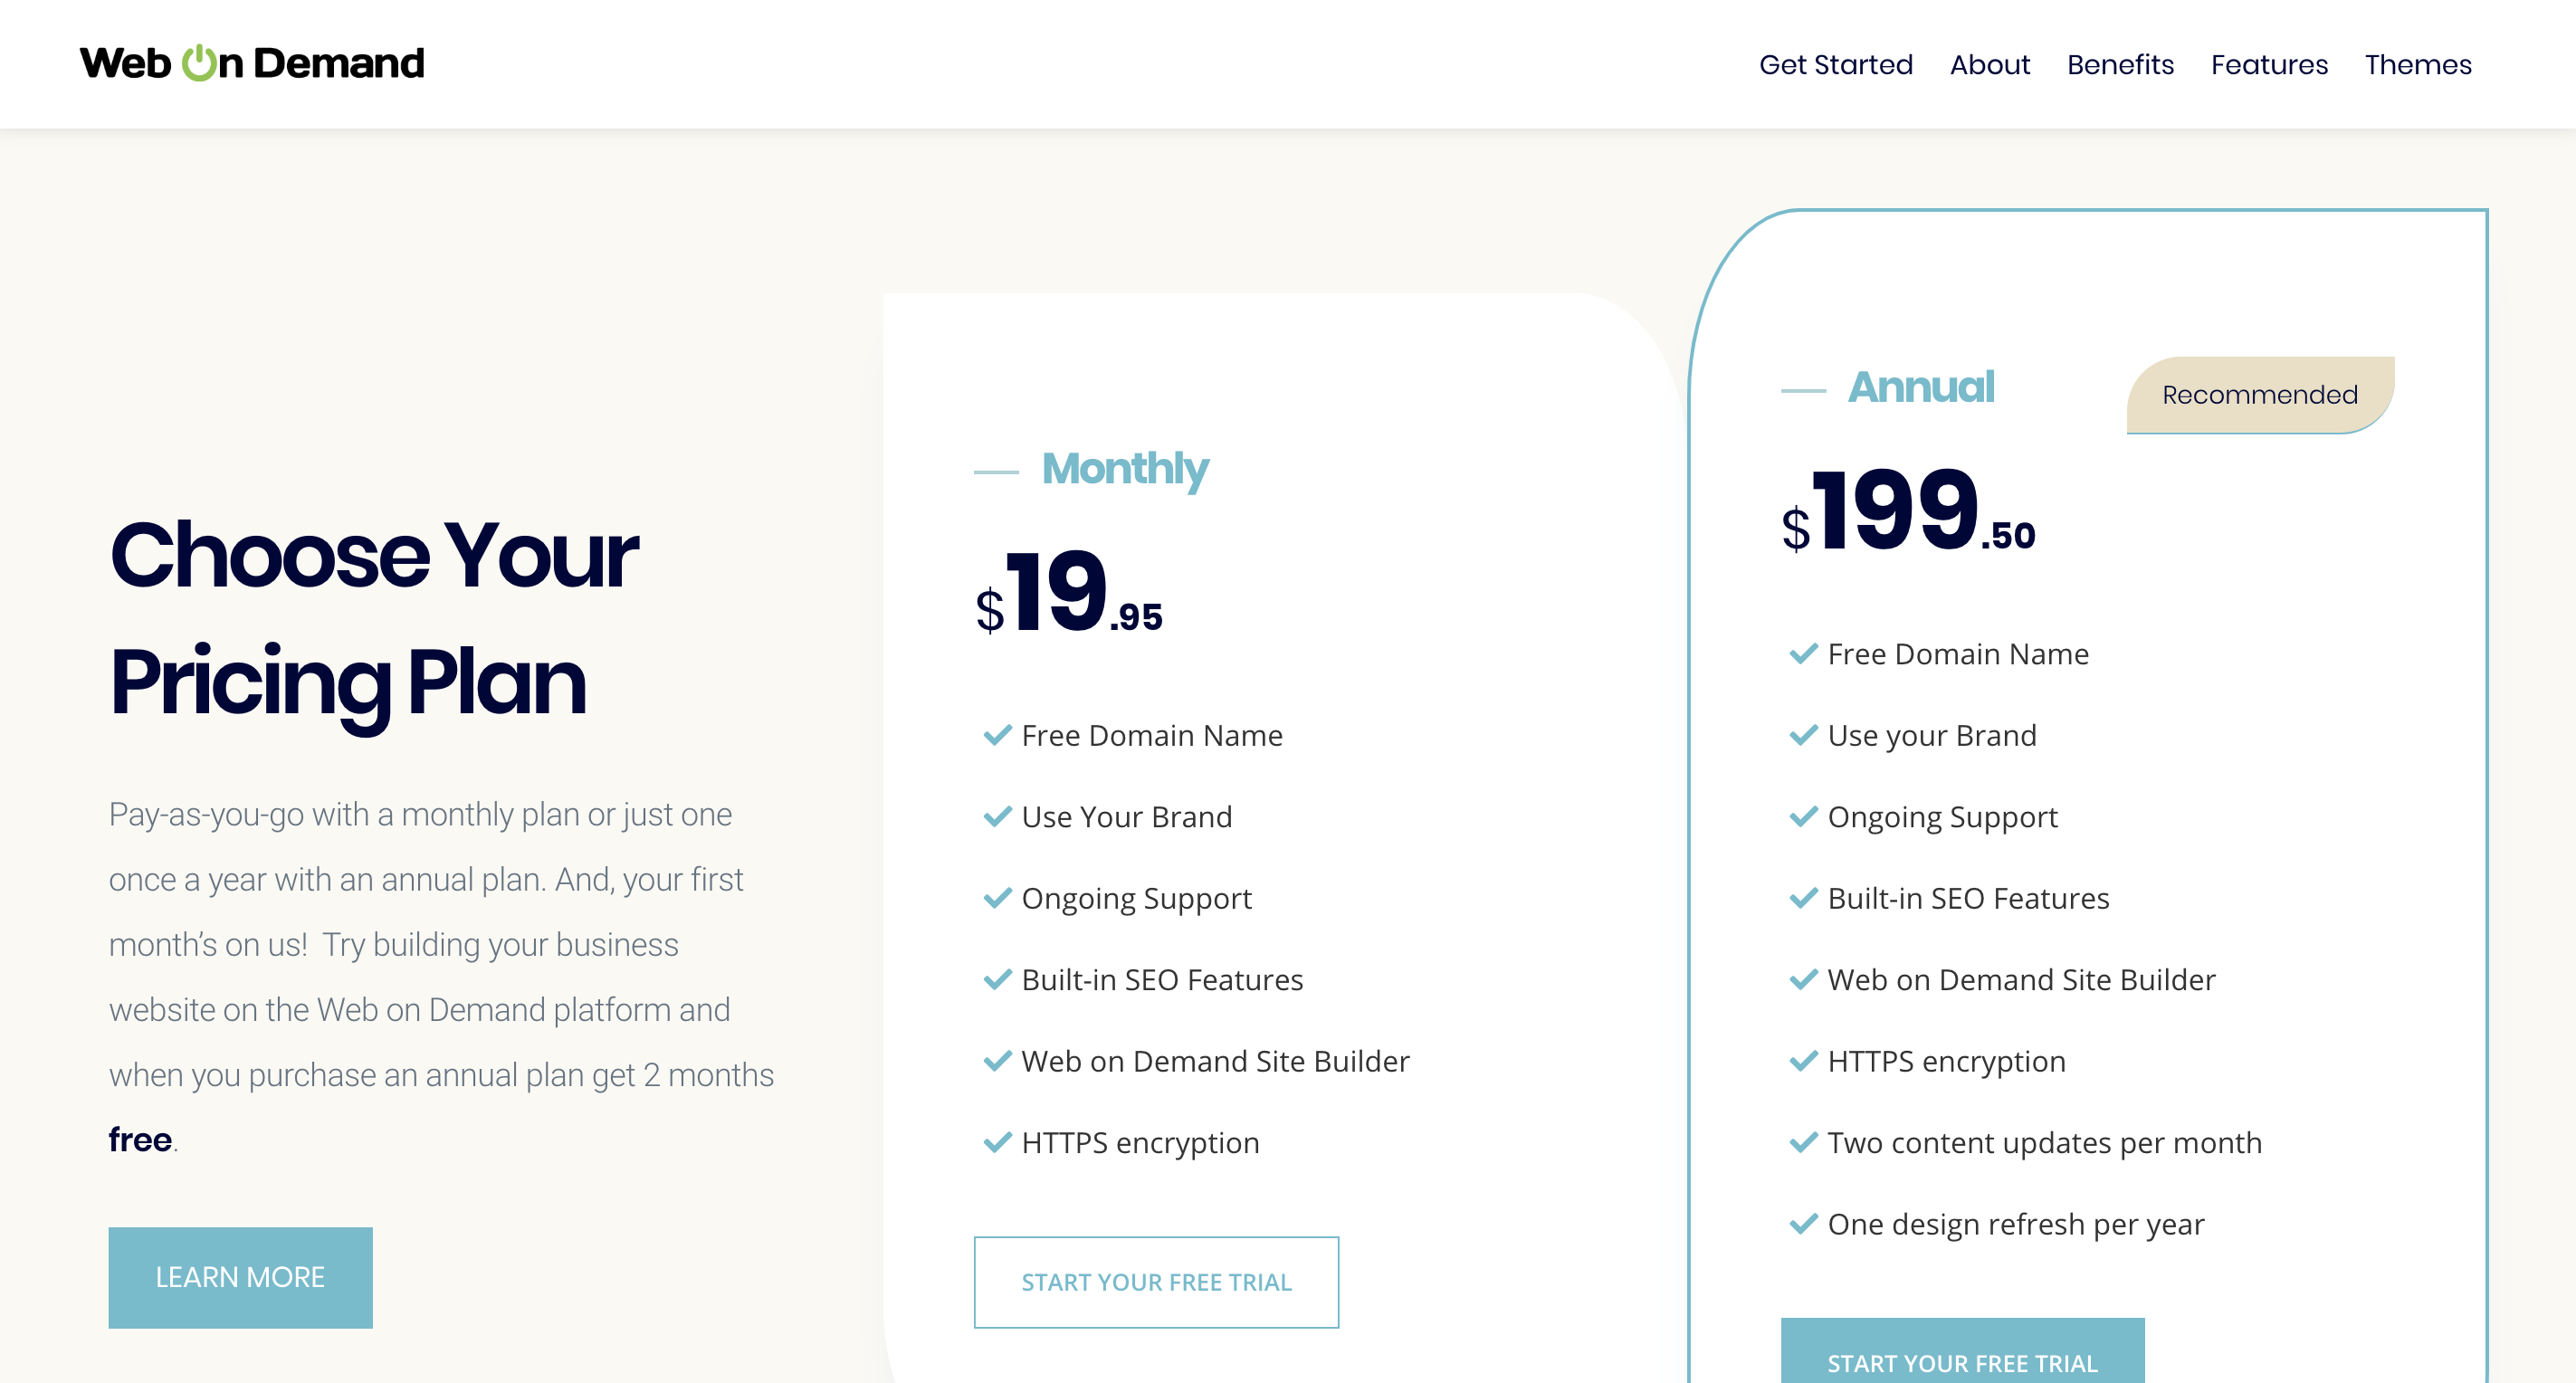 Web On Demand
Get Started About Benefits Features Themes
Choose Your
Pricing Plan
Pay-as-you-go with a monthly plan or just one
once a year with an annual plan. And, your first
month’s on us!  Try building your business
website on the Web on Demand platform and
when you purchase an annual plan get 2 months
free.
LEARN MORE
Monthly
$19.95
Free Domain Name
Use Your Brand
Ongoing Support
Built-in SEO Features
Web on Demand Site Builder
HTTPS encryption
START YOUR FREE TRIAL
Annual
Recommended
$199.50
Free Domain Name
Use your Brand
Ongoing Support
Built-in SEO Features
Web on Demand Site Builder
HTTPS encryption
Two content updates per month
One design refresh per year
START YOUR FREE TRIAL